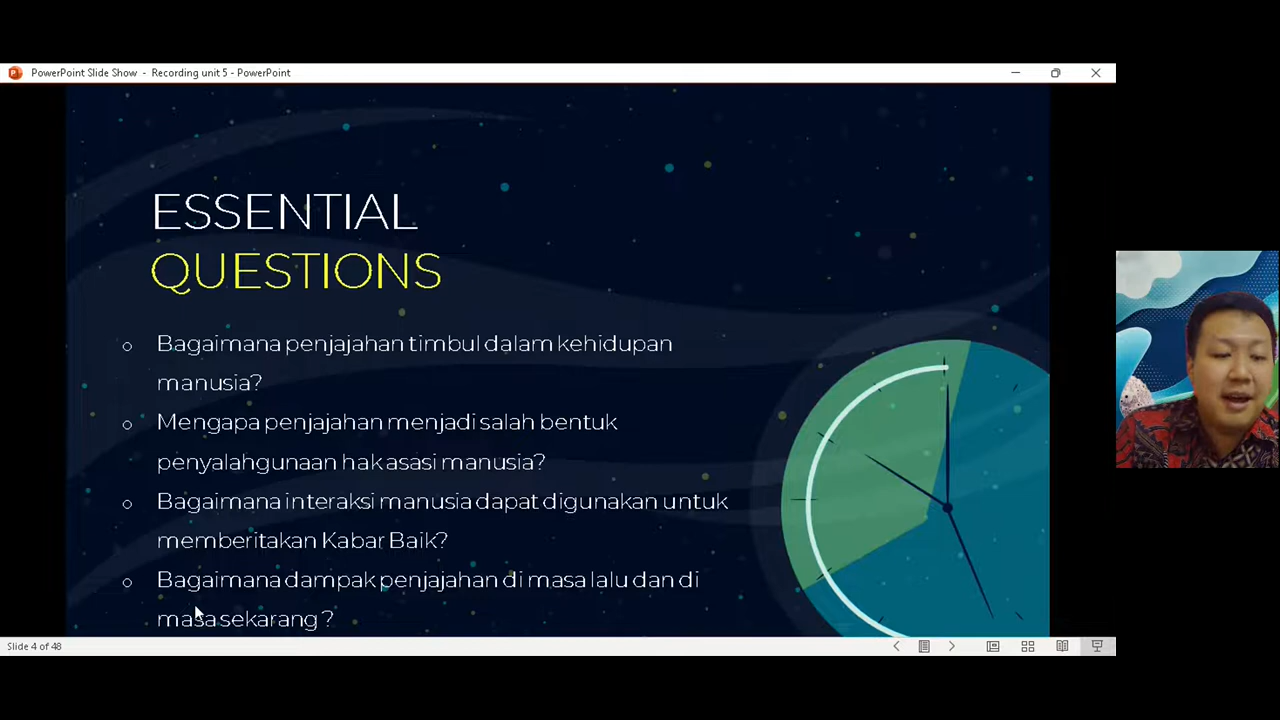 PowerPoint Slide Show - Recording unit 5 - PowerPoint
ESSENTIAL
QUESTIONS
Bagaimana penjajahan timbul dalam kehidupan
manusia?
Mengapa penjajahan menjadi salah bentuk
penyalahgunaan hak asasi manusia?
Bagaimana interaksi manusia dapat digunakan untuk
memberitakan Kabar Baik?
Bagaimana dampak penjajahan di masa lalu dan di
masa sekarang ?
Slide 4 of 48